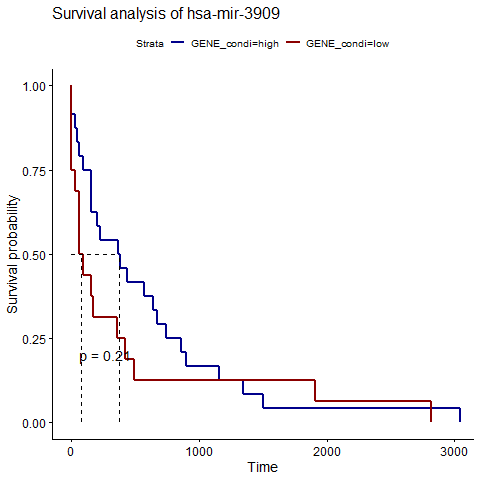 Survival analysis of hsa-mir-3909
Strata GENE_condi=high GENE_condi=low
Survival probability
1.00
0.75
0.50
0.25
0.00
p = 0.24
0 1000 2000 3000
Time